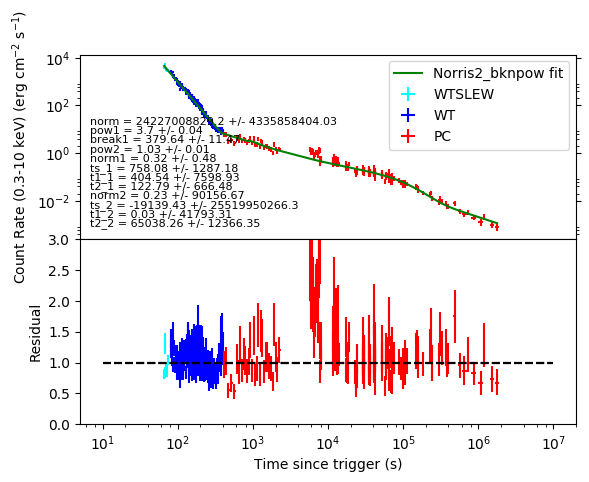 Count Rate (0.3-10 keV) (erg cm⁻² s⁻¹)
10⁴
10²
10⁰
10⁻²
Norris2_bknpow fit
WTSLEW
WT
PC
pow1 = 3.7 +/- 0.04
pow2 = 1.03 +/- 0.01
norm1 = 0.32 +/- 0.48
ts_1 = 758.08 +/- 1287.18
t1_1 = 404.54 +/- 7598.93
t2_1 = 122.79 +/- 666.48
norm2 = 0.23 +/- 90156.67
ts_2 = -19139.43 +/- 25519950266.3
t1_2 = 0.03 +/- 41793.31
t2_2 = 65038.26 +/- 12366.35
Residual
3.0
2.5
2.0
1.5
1.0
0.5
0.0
10¹
10²
10³
10⁴
10⁵
10⁶
10⁷
Time since trigger (s)